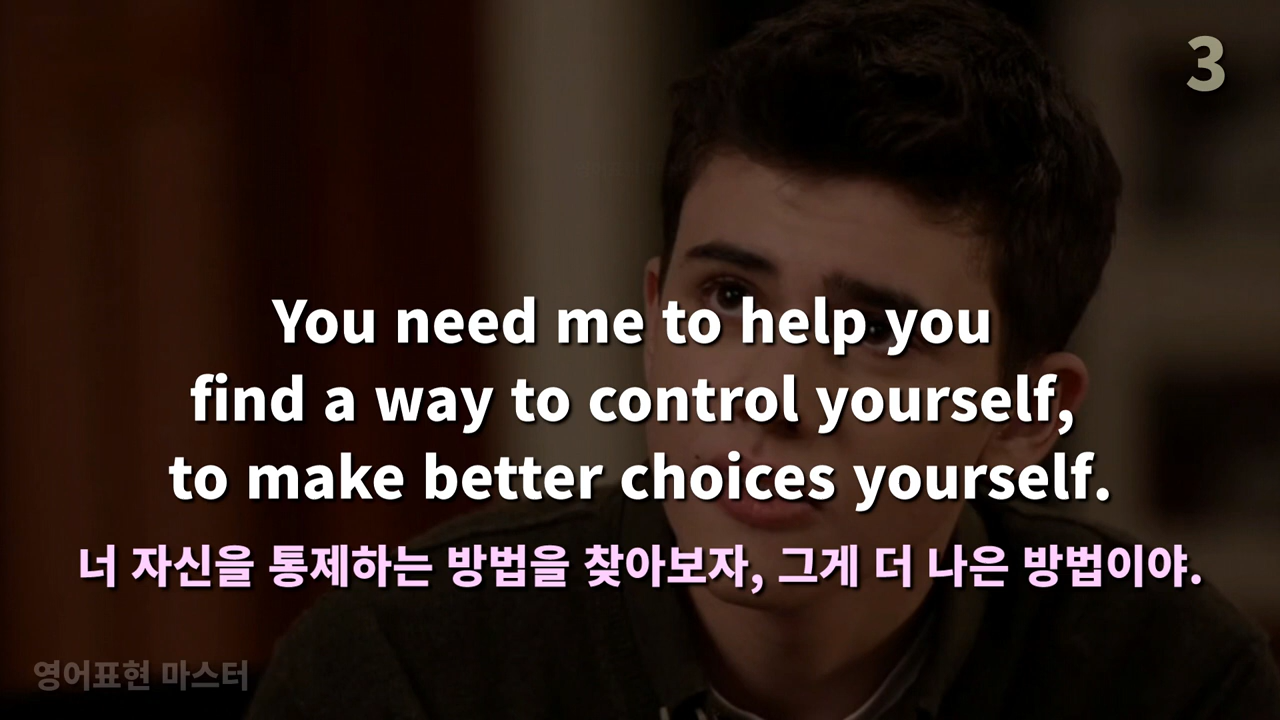 3
You need me to help you
find a way to control yourself,
to make better choices yourself.
너 자신을 통제하는 방법을 찾아보자, 그게 더 나은 방법이야.
영어표현 마스터